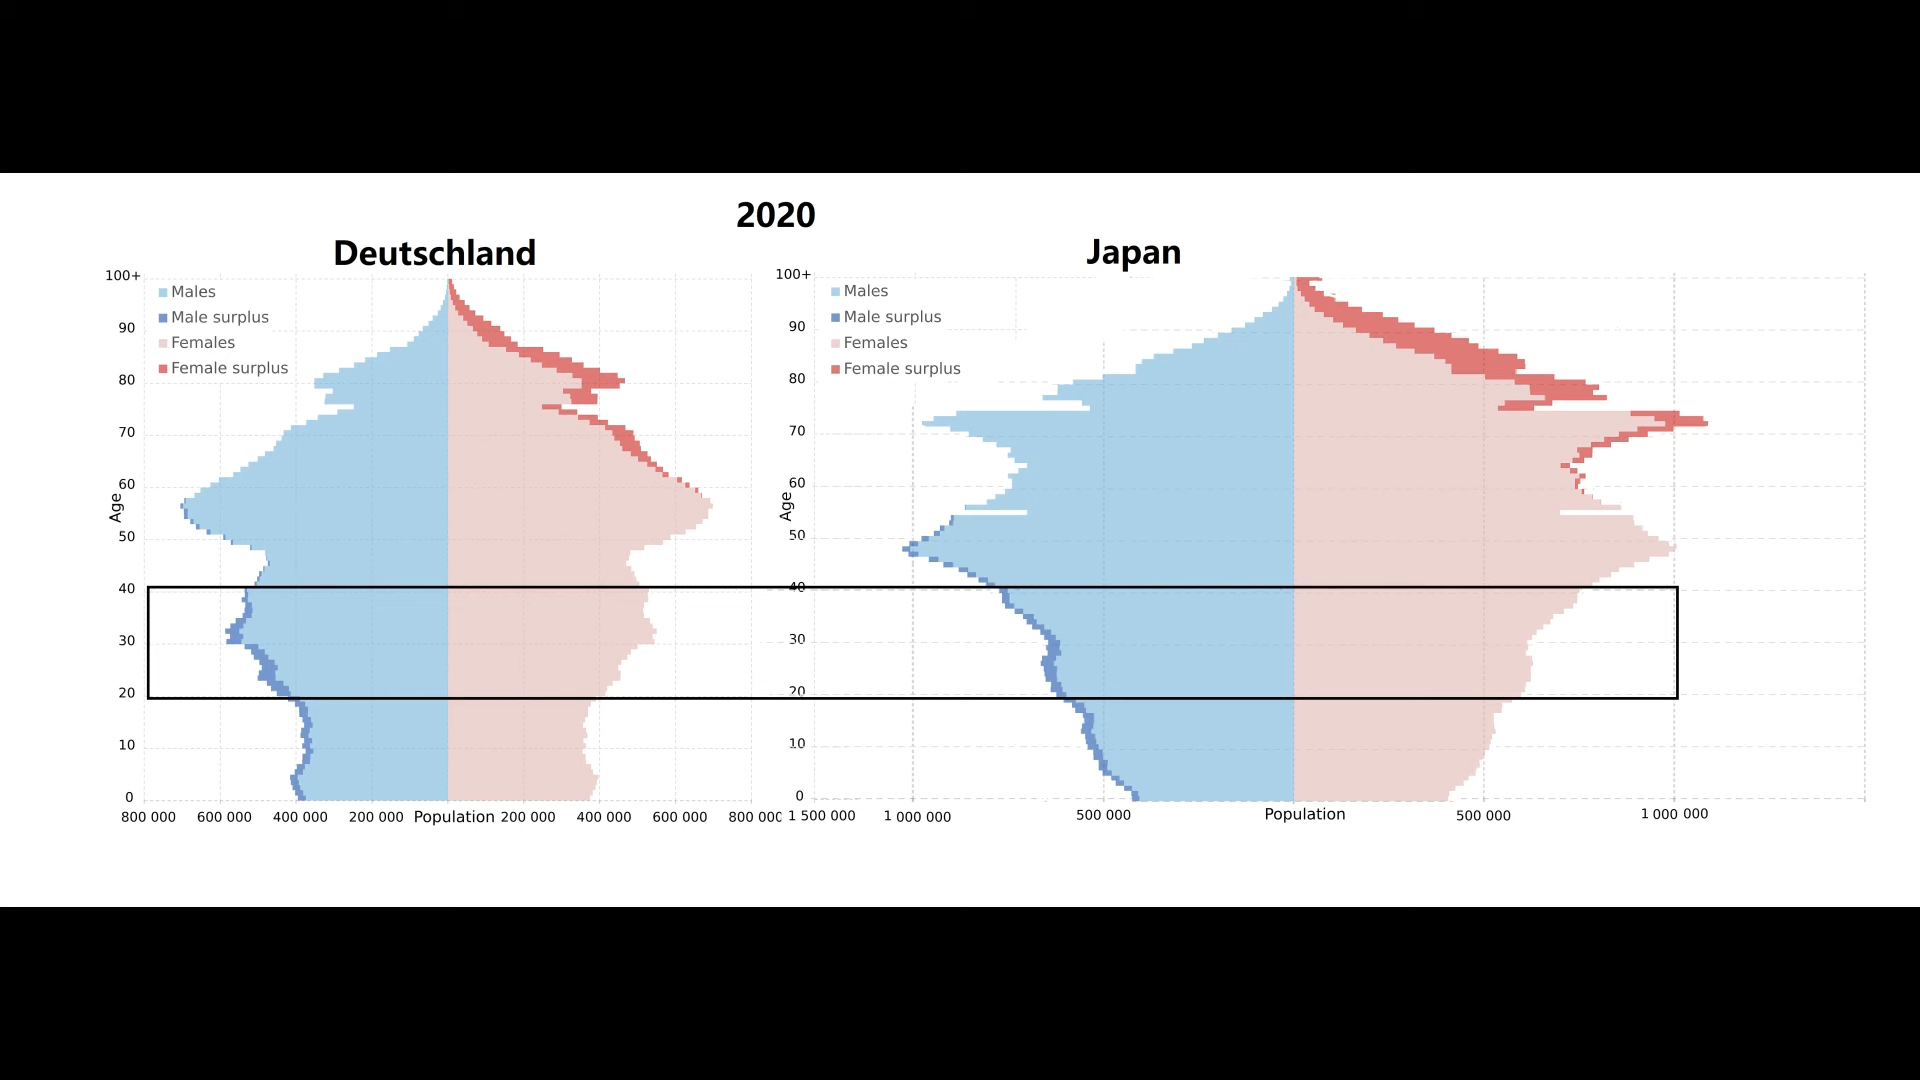 2020
Deutschland
Japan
100+
Males
Male surplus
Females
Female surplus
90
80
70
60
50
40
30
20
10
0
Age
800 000 600 000 400 000 200 000 Population 200 000 400 000 600 000 800 000
100+
Males
Male surplus
Females
Female surplus
90
80
70
60
50
40
30
20
10
0
Age
1 500 000 1 000 000 500 000 Population 500 000 1 000 000